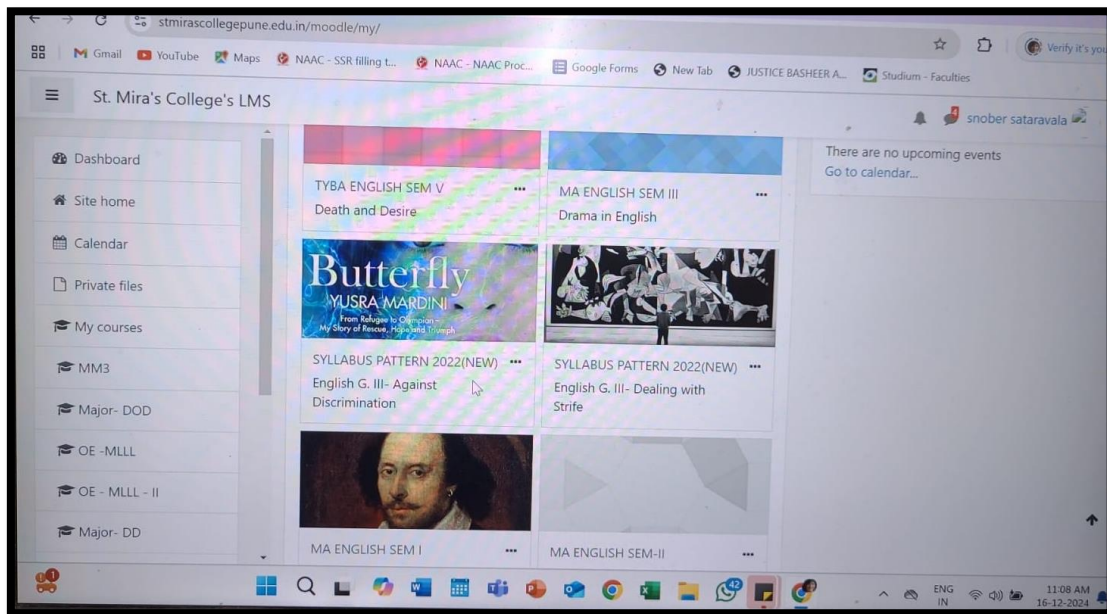 stmirascollegepune.edu.in/moodle/my/
Gmail YouTube Maps NAAC - SSR filling t... NAAC - NAAC Proc... Google Forms New Tab JUSTICE BASHEER A... Studium - Faculties
Verify it's you
St. Mira's College's LMS
4
snober sataravala
Dashboard
Site home
Calendar
Private files
My courses
MM3
Major- DOD
OE -MLLL
OE - MLLL - II
Major- DD
TYBA ENGLISH SEM V
Death and Desire
MA ENGLISH SEM III
Drama in English
Butterfly
YUSRA MARDINI
From Refugee to Olympian –
My Story of Rescue, Hope and Triumph
SYLLABUS PATTERN 2022(NEW)
English G. III- Against
Discrimination
SYLLABUS PATTERN 2022(NEW)
English G. III- Dealing with
Strife
MA ENGLISH SEM I
MA ENGLISH SEM-II
There are no upcoming events
Go to calendar...
1
42
ENG
IN
11:08 AM
16-12-2024